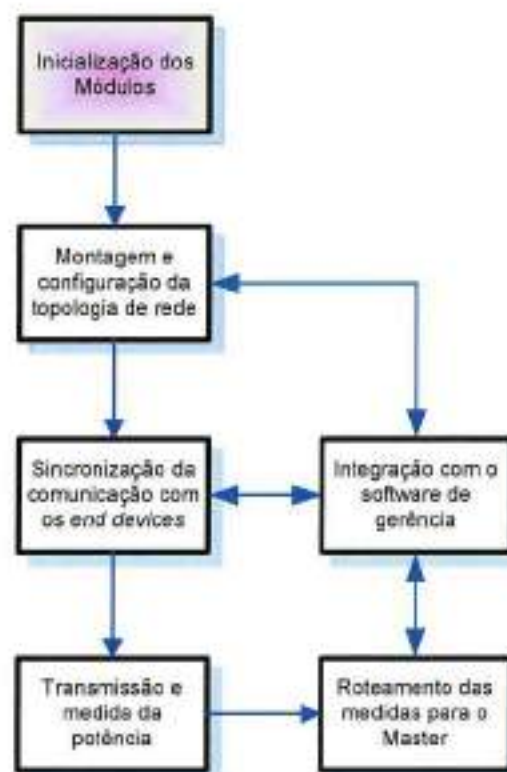 Inicialização dos
Módulos
Montagem e
configuração da
topologia de rede
Sincronização da
comunicação com
os end devices
Integração com o
software de
gerência
Transmissão e
medida da
potência
Roteamento das
medidas para o
Master